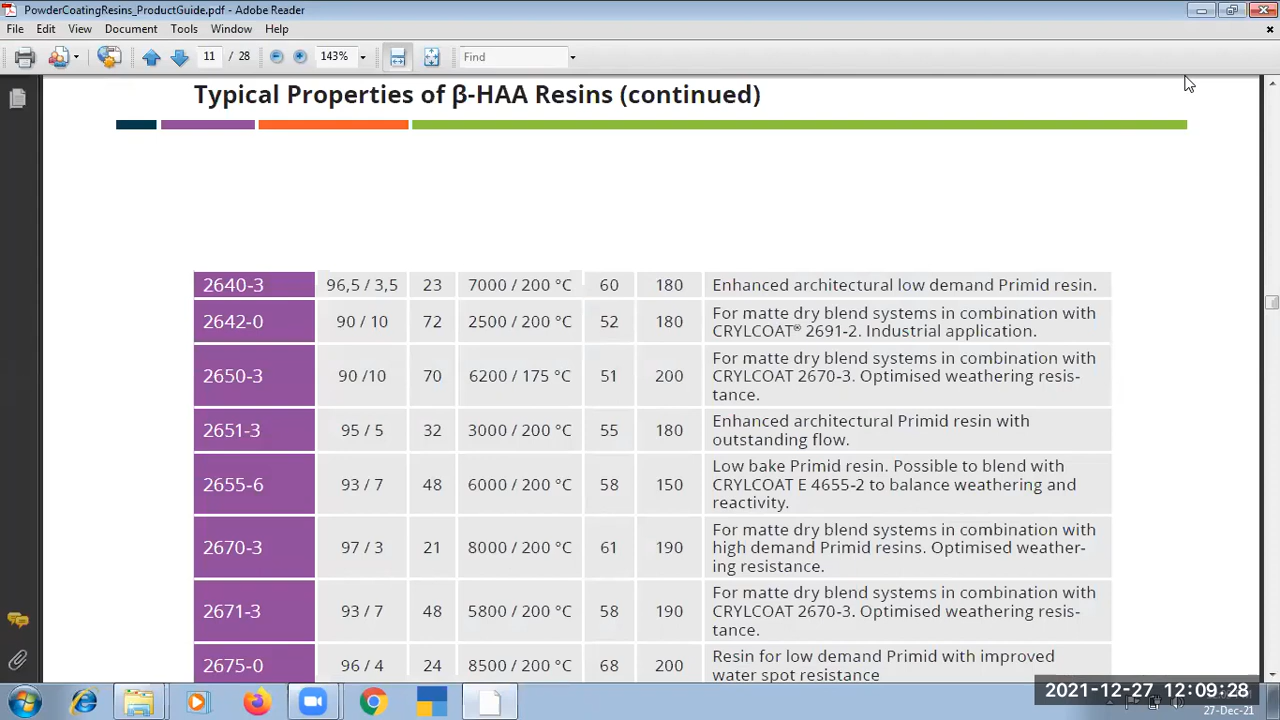 PowderCoatingResins_ProductGuide.pdf - Adobe Reader
File Edit View Document Tools Window Help
11 / 28 143% Find
Typical Properties of β-HAA Resins (continued)
2640-3 96,5 / 3,5 23 7000 / 200 °C 60 180 Enhanced architectural low demand Primid resin.
2642-0 90 / 10 72 2500 / 200 °C 52 180 For matte dry blend systems in combination with
CRYLCOAT® 2691-2. Industrial application.
2650-3 90 /10 70 6200 / 175 °C 51 200 For matte dry blend systems in combination with
CRYLCOAT 2670-3. Optimised weathering resis-
tance.
2651-3 95 / 5 32 3000 / 200 °C 55 180 Enhanced architectural Primid resin with
outstanding flow.
2655-6 93 / 7 48 6000 / 200 °C 58 150 Low bake Primid resin. Possible to blend with
CRYLCOAT E 4655-2 to balance weathering and
reactivity.
2670-3 97 / 3 21 8000 / 200 °C 61 190 For matte dry blend systems in combination with
high demand Primid resins. Optimised weather-
ing resistance.
2671-3 93 / 7 48 5800 / 200 °C 58 190 For matte dry blend systems in combination with
CRYLCOAT 2670-3. Optimised weathering resis-
tance.
2675-0 96 / 4 24 8500 / 200 °C 68 200 Resin for low demand Primid with improved
water spot resistance
2021-12-27 12:09:28
27-Dec-21